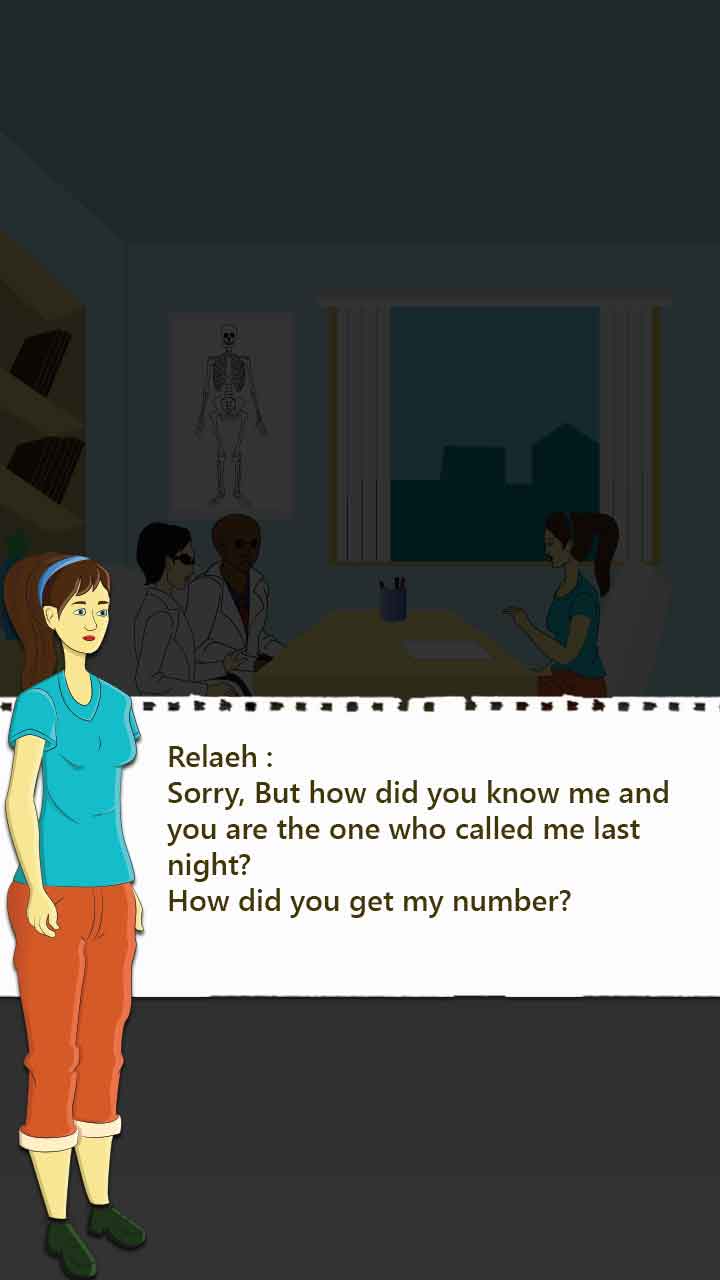 Relaeh :
Sorry, But how did you know me and
you are the one who called me last
night?
How did you get my number?